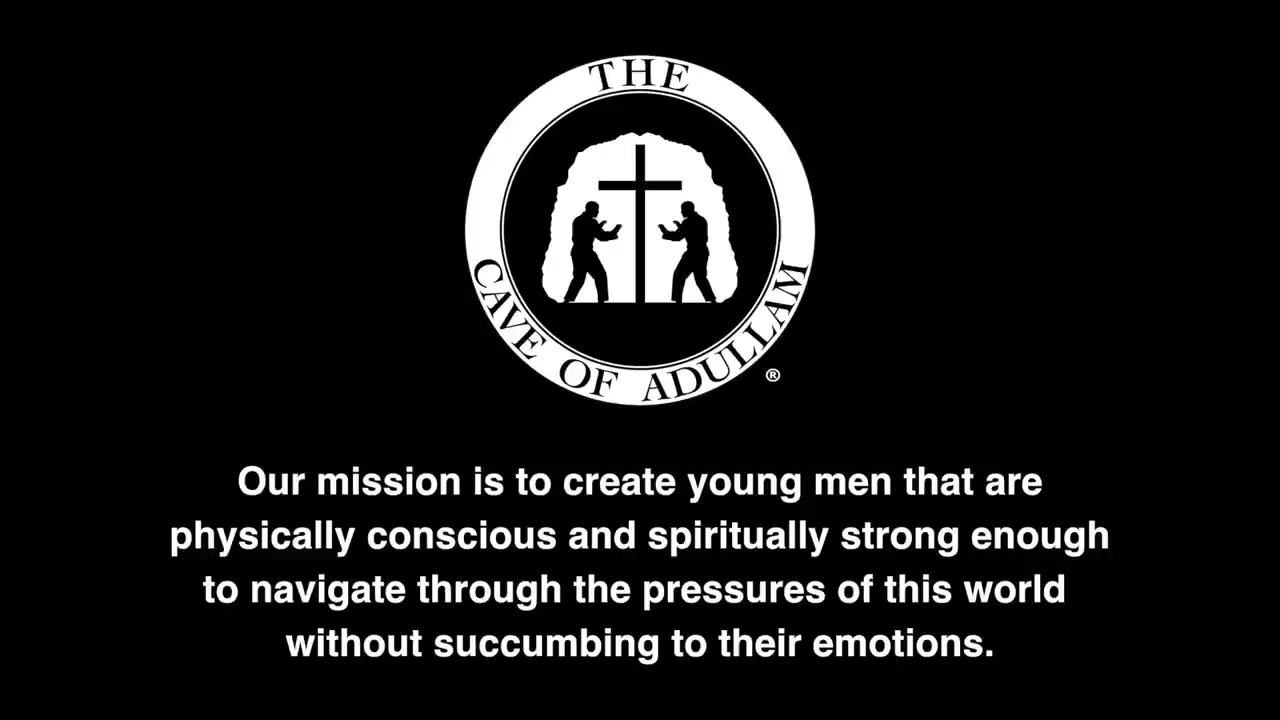 THE
CAVE OF ADULLAM
®
Our mission is to create young men that are
physically conscious and spiritually strong enough
to navigate through the pressures of this world
without succumbing to their emotions.